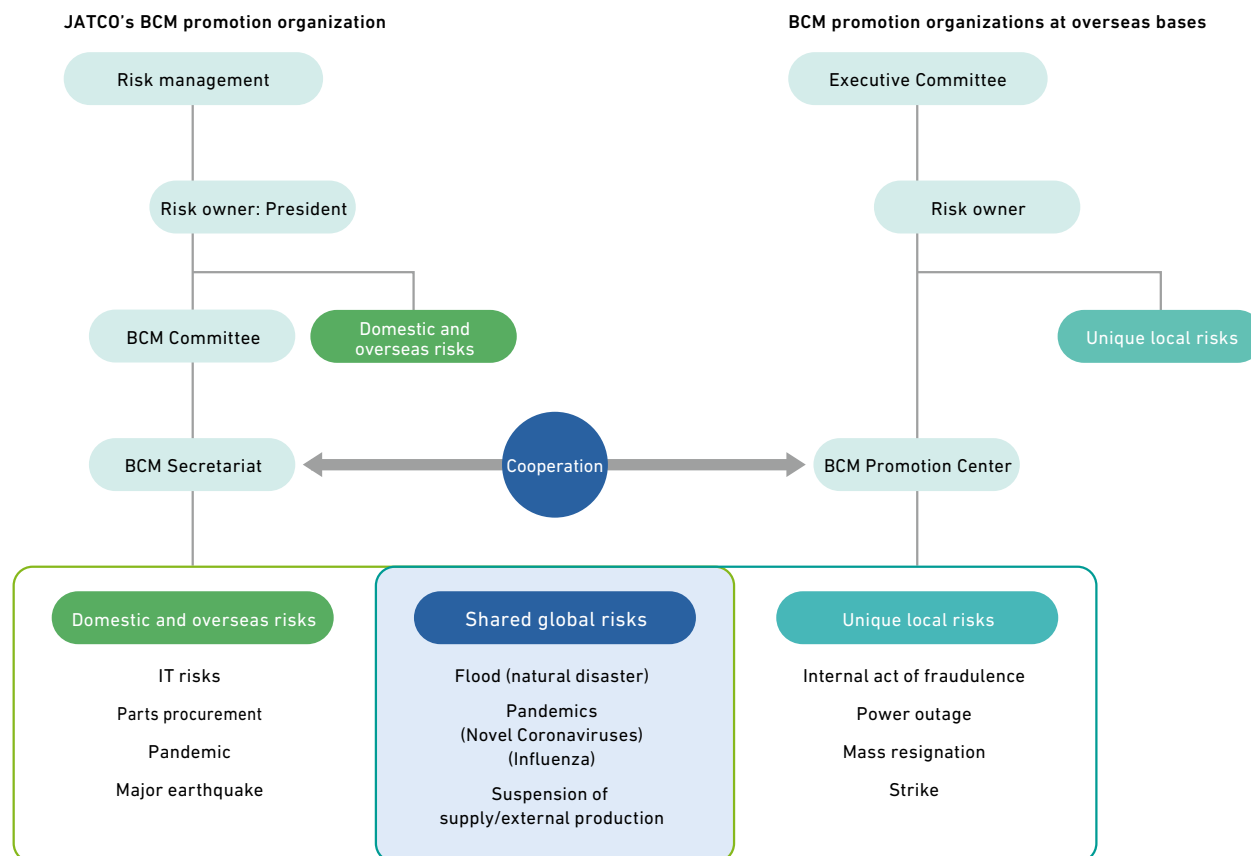 JATCO’s BCM promotion organization
BCM promotion organizations at overseas bases
Risk management
Executive Committee
Risk owner: President
Risk owner
BCM Committee
Domestic and
overseas risks
Unique local risks
BCM Secretariat
Cooperation
BCM Promotion Center
Domestic and overseas risks
IT risks
Parts procurement
Pandemic
Major earthquake
Shared global risks
Flood (natural disaster)
Pandemics
(Novel Coronaviruses)
(Influenza)
Suspension of
supply/external production
Unique local risks
Internal act of fraudulence
Power outage
Mass resignation
Strike